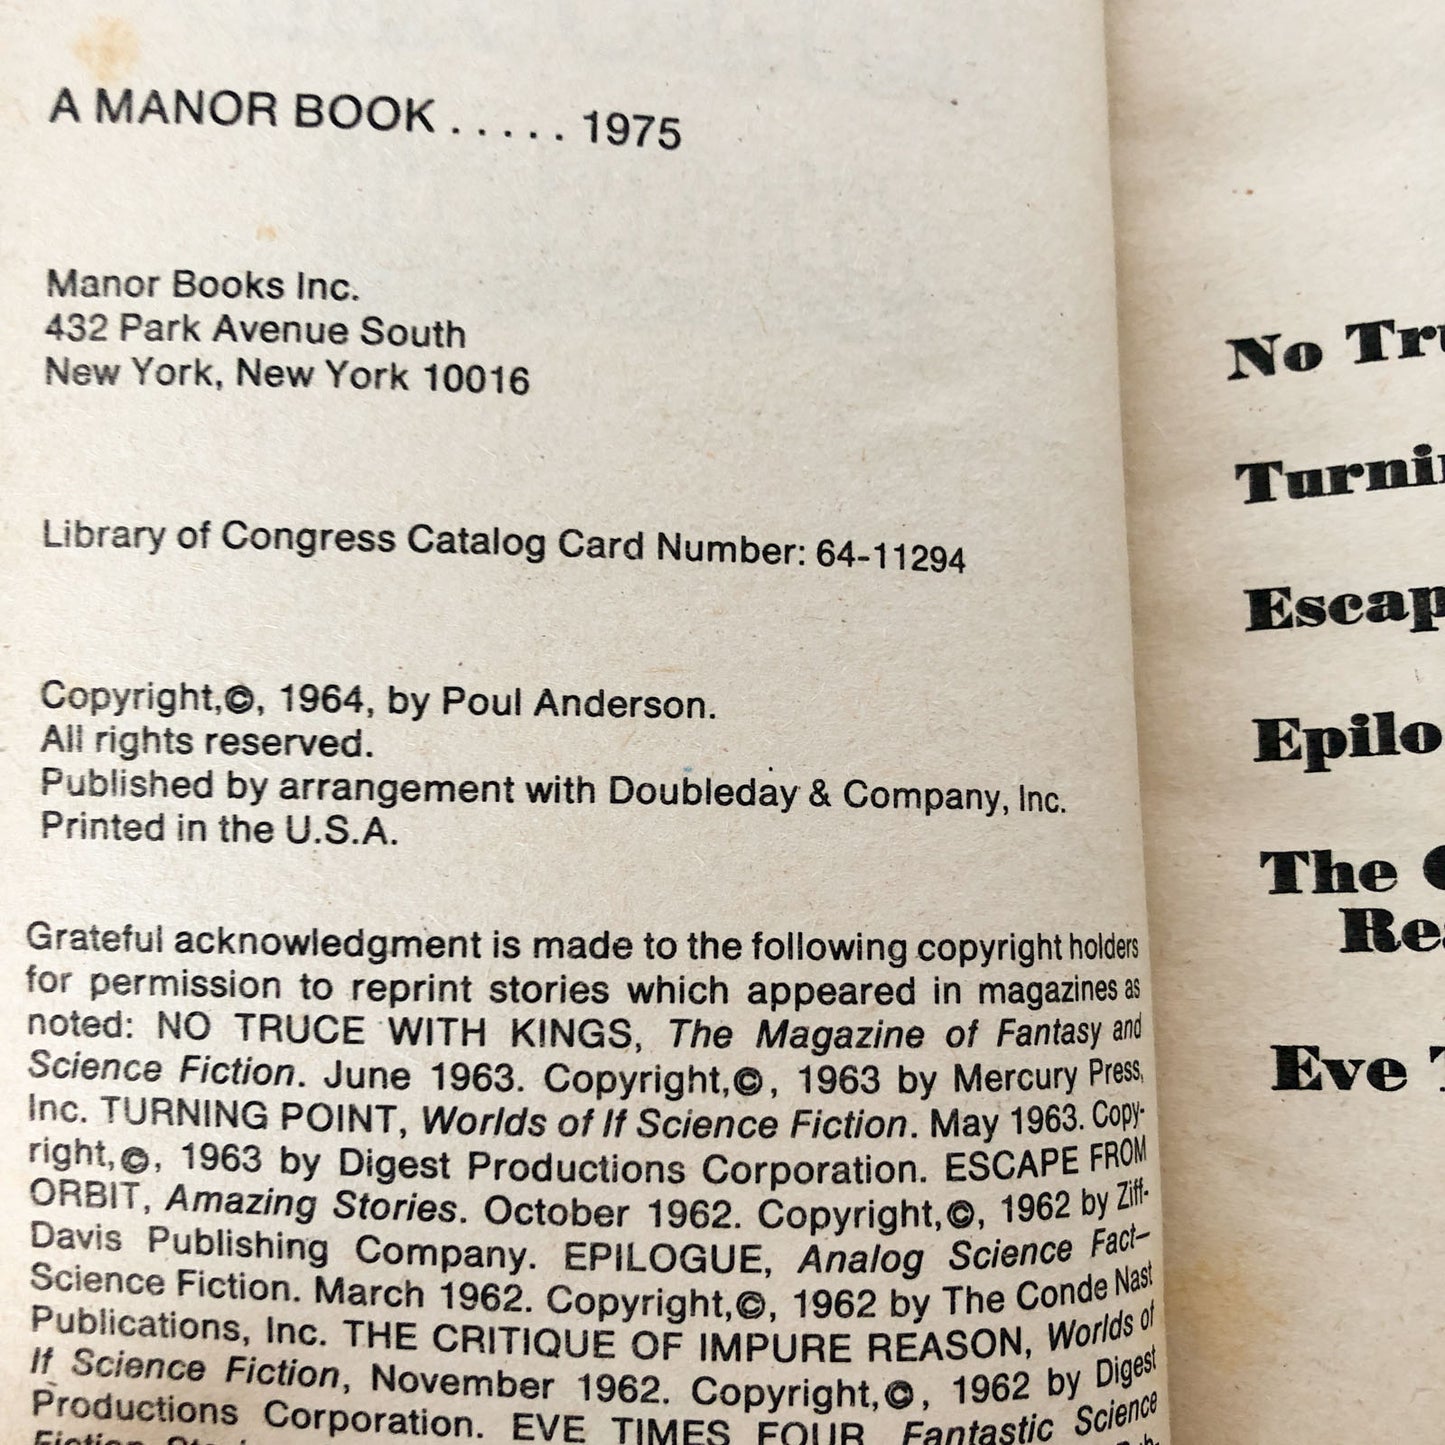 A MANOR BOOK ..... 1975
Manor Books Inc.
432 Park Avenue South
New York, New York 10016
Library of Congress Catalog Card Number: 64-11294
Copyright,©, 1964, by Poul Anderson.
All rights reserved.
Published by arrangement with Doubleday & Company, Inc.
Printed in the U.S.A.
Grateful acknowledgment is made to the following copyright holders
for permission to reprint stories which appeared in magazines as
noted: NO TRUCE WITH KINGS, The Magazine of Fantasy and
Science Fiction. June 1963. Copyright,©, 1963 by Mercury Press,
Inc. TURNING POINT, Worlds of If Science Fiction. May 1963. Copy-
right,©, 1963 by Digest Productions Corporation. ESCAPE FROM
ORBIT, Amazing Stories. October 1962. Copyright,©, 1962 by Ziff-
Davis Publishing Company. EPILOGUE, Analog Science Fact—
Science Fiction. March 1962. Copyright,©, 1962 by The Conde Nast
Publications, Inc. THE CRITIQUE OF IMPURE REASON, Worlds of
If Science Fiction, November 1962. Copyright,©, 1962 by Digest
Productions Corporation. EVE TIMES FOUR, Fantastic Science
Fiction
No Tru
Turni
Escap
Epilo
The
Rea
Eve